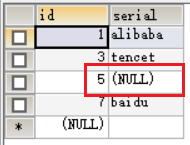 id serial
1 alibaba
3 tencet
5 (NULL)
7 baidu
* (NULL)